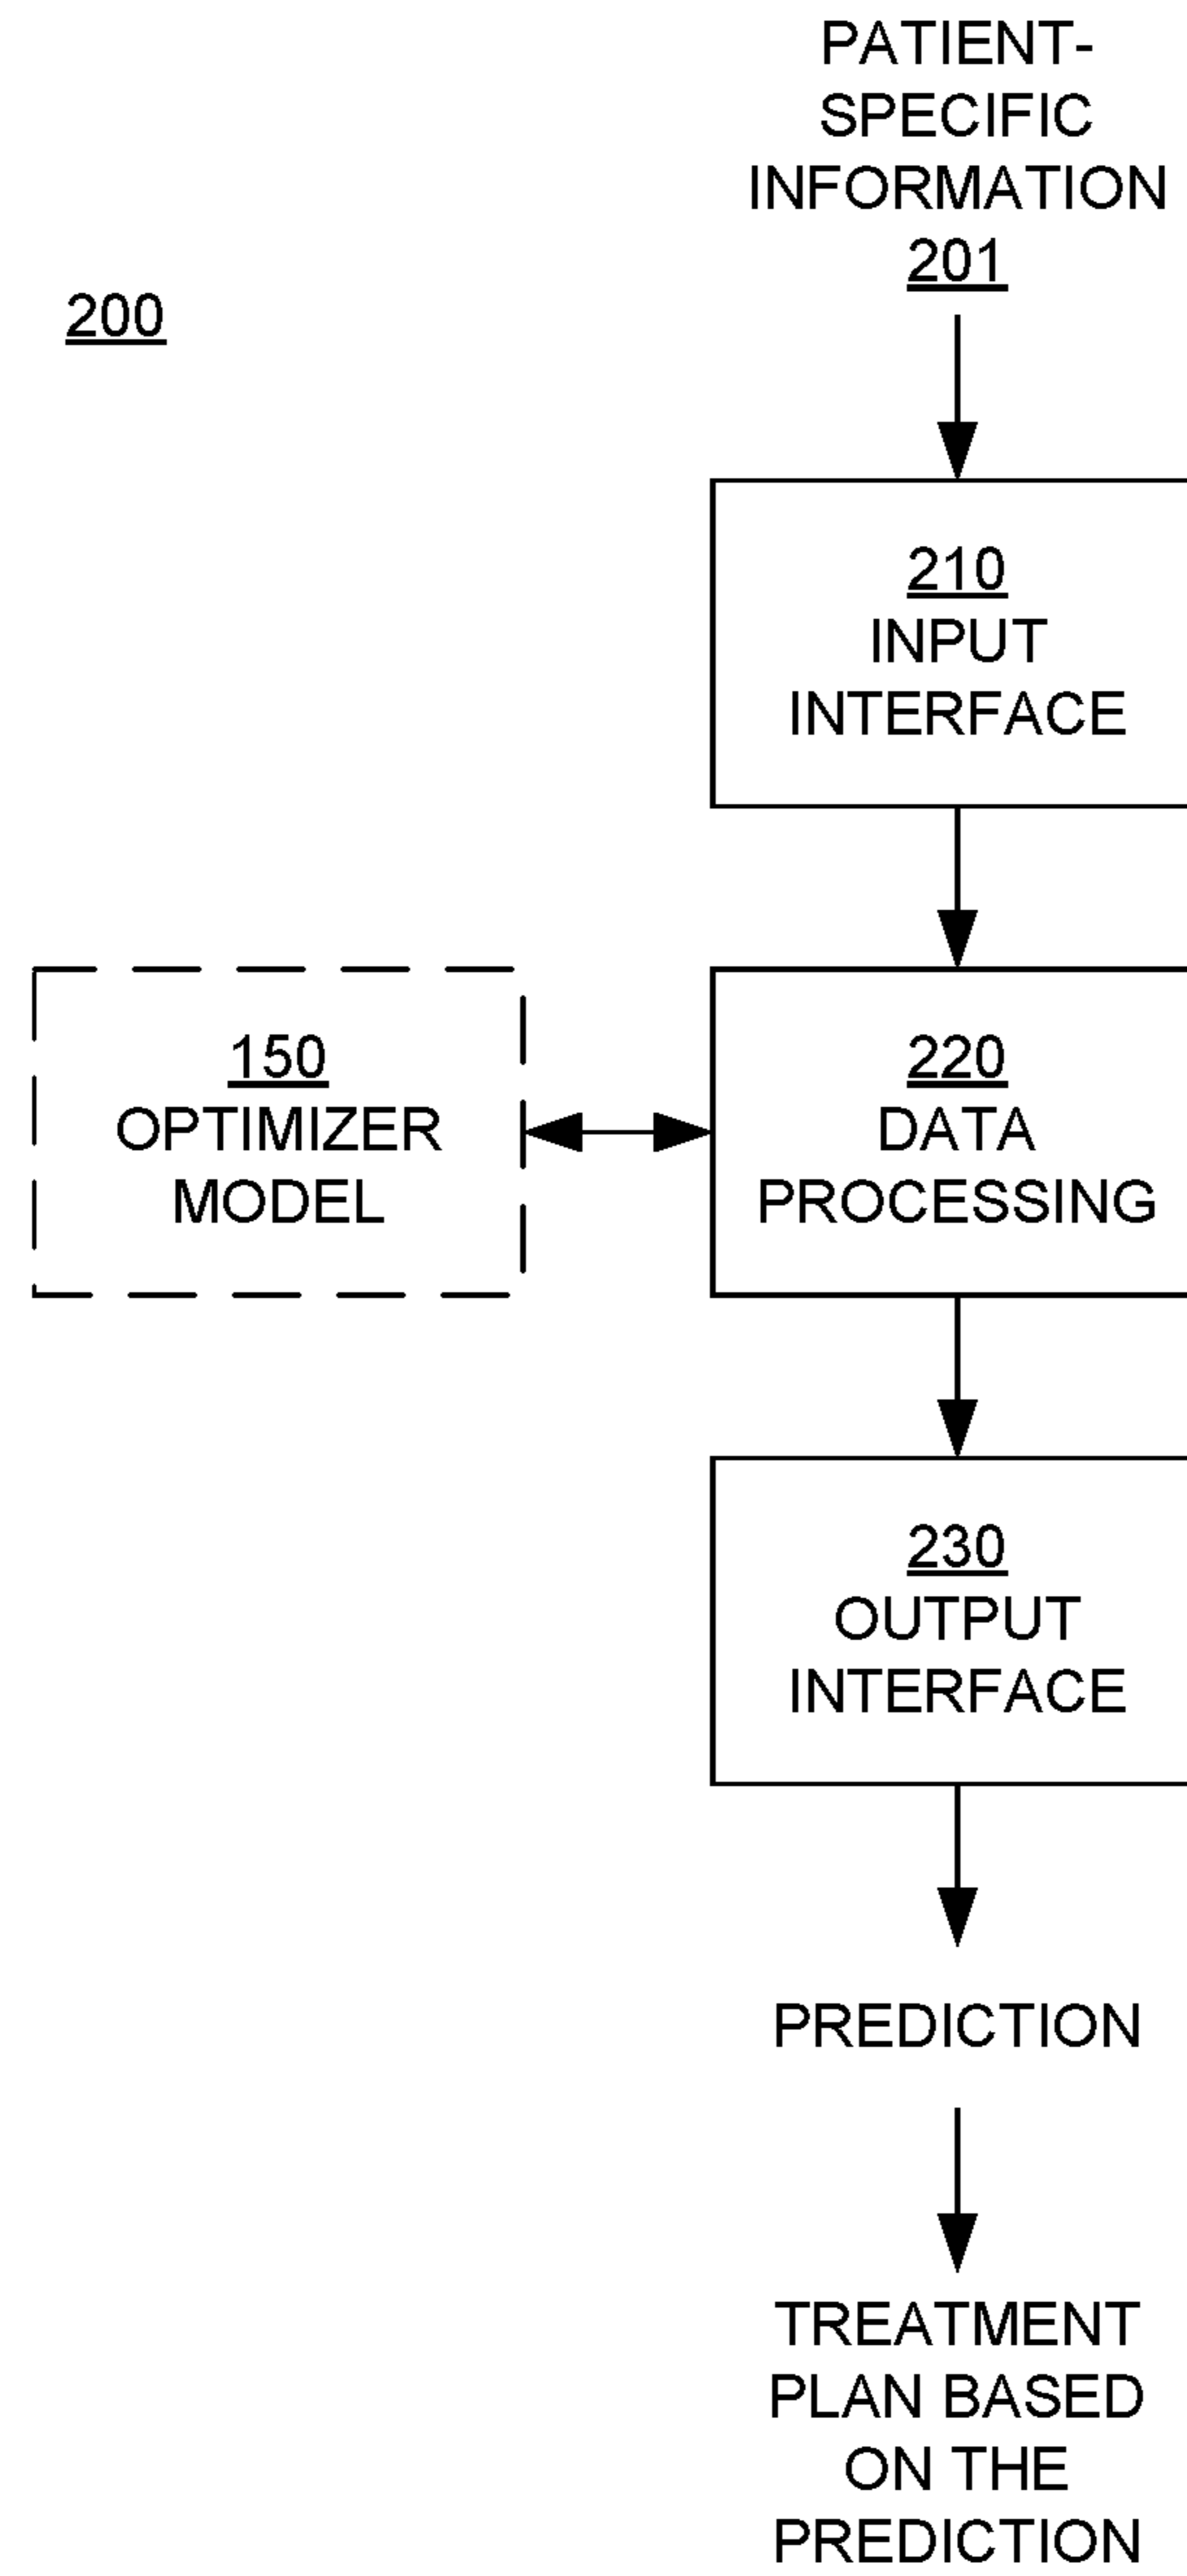 PATIENT-
SPECIFIC
INFORMATION
201
200
210
INPUT
INTERFACE
150
OPTIMIZER
MODEL
220
DATA
PROCESSING
230
OUTPUT
INTERFACE
PREDICTION
TREATMENT
PLAN BASED
ON THE
PREDICTION